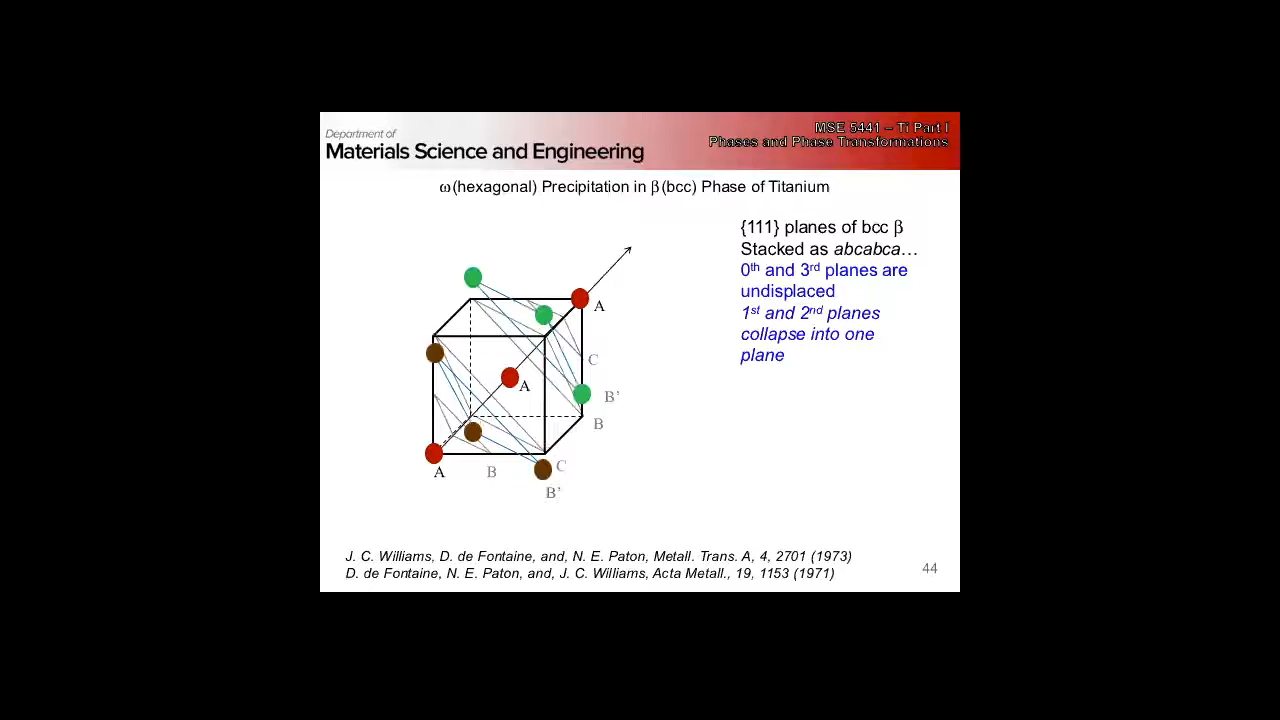 Department of
Materials Science and Engineering
MSE 5441 – Ti Part I
Phases and Phase Transformations
ω(hexagonal) Precipitation in β(bcc) Phase of Titanium
{111} planes of bcc β
Stacked as abcabca…
0th and 3rd planes are
undisplaced
1st and 2nd planes
collapse into one
plane
A
C
A
B’
B
A
B
C
B’
J. C. Williams, D. de Fontaine, and, N. E. Paton, Metall. Trans. A, 4, 2701 (1973)
D. de Fontaine, N. E. Paton, and, J. C. Williams, Acta Metall., 19, 1153 (1971)
44